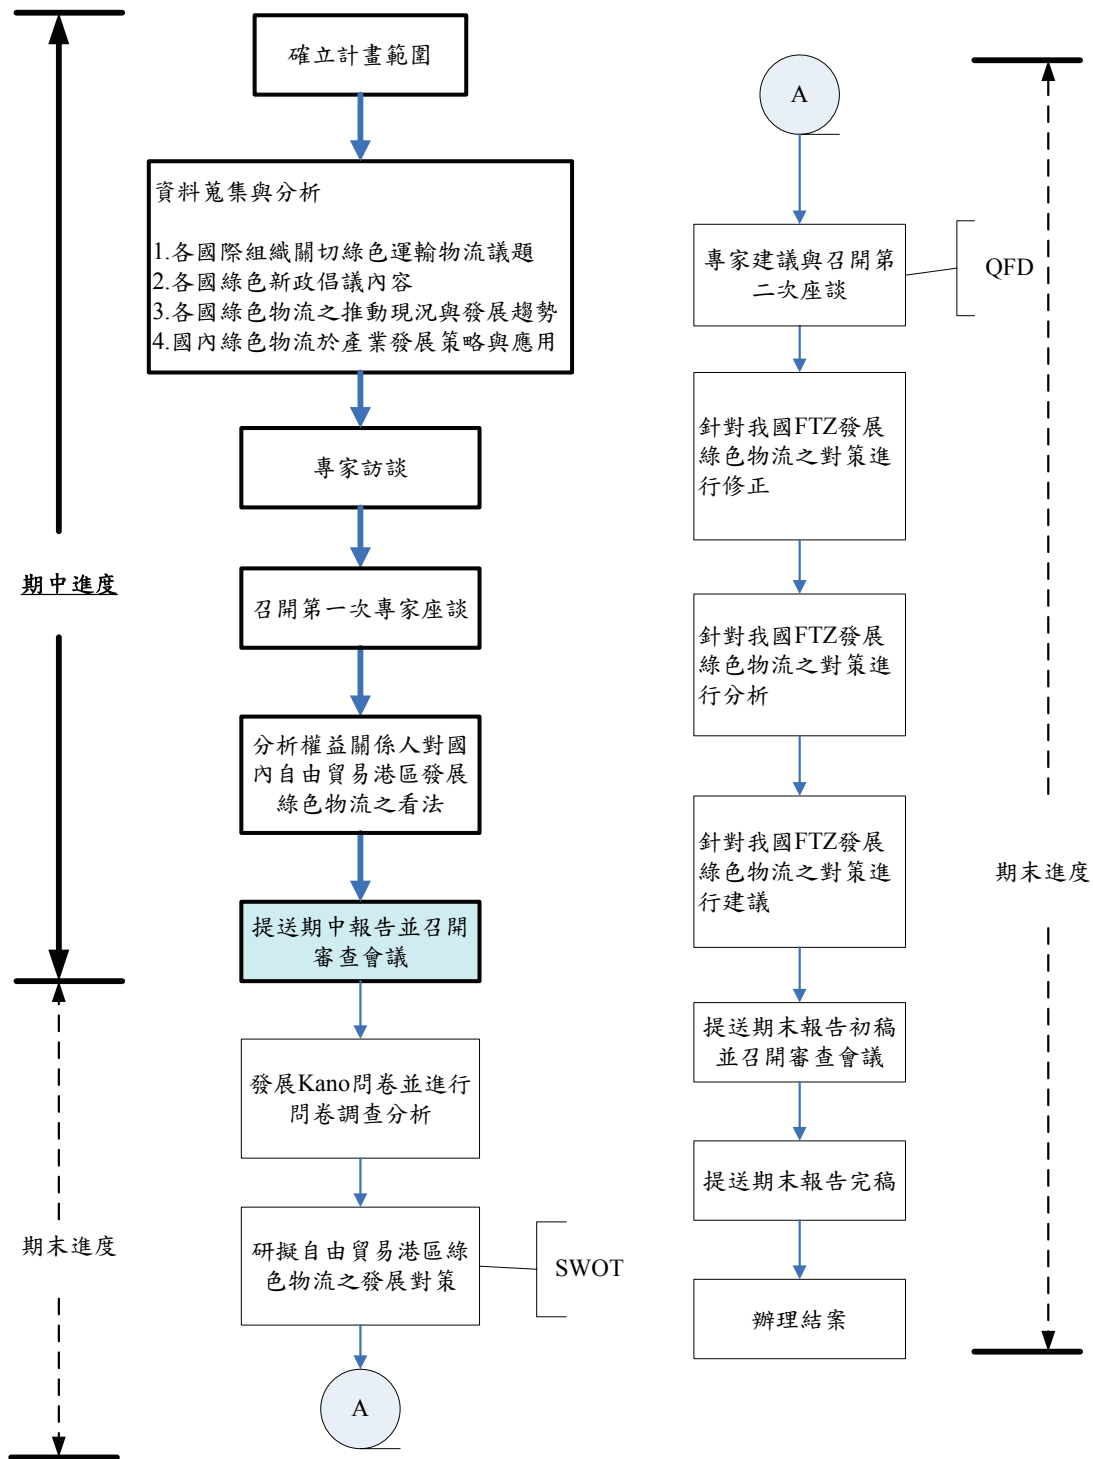 確立計畫範圍
資料蒐集與分析
1.各國際組織關切綠色運輸物流議題
2.各國綠色新政倡議內容
3.各國綠色物流之推動現況與發展趨勢
4.國內綠色物流於產業發展策略與應用
專家訪談
期中進度
召開第一次專家座談
分析權益關係人對國
內自由貿易港區發展
綠色物流之看法
提送期中報告並召開
審查會議
發展Kano問卷並進行
問卷調查分析
期末進度
研擬自由貿易港區綠
色物流之發展對策
SWOT
A
A
專家建議與召開第
二次座談
QFD
針對我國FTZ發展
綠色物流之對策進
行修正
針對我國FTZ發展
綠色物流之對策進
行分析
針對我國FTZ發展
綠色物流之對策進
行建議
期末進度
提送期末報告初稿
並召開審查會議
提送期末報告完稿
辦理結案